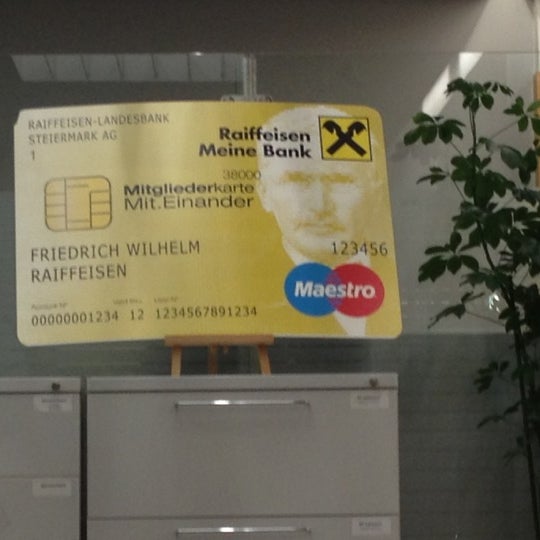 RAIFFEISEN-LANDESBANK
STEIERMARK AG
1
Raiffeisen
Meine Bank
38000
Mitgliederkarte
Mit.Einander
FRIEDRICH WILHELM
RAIFFEISEN
123456
Maestro
00000001234 12 1234567891234